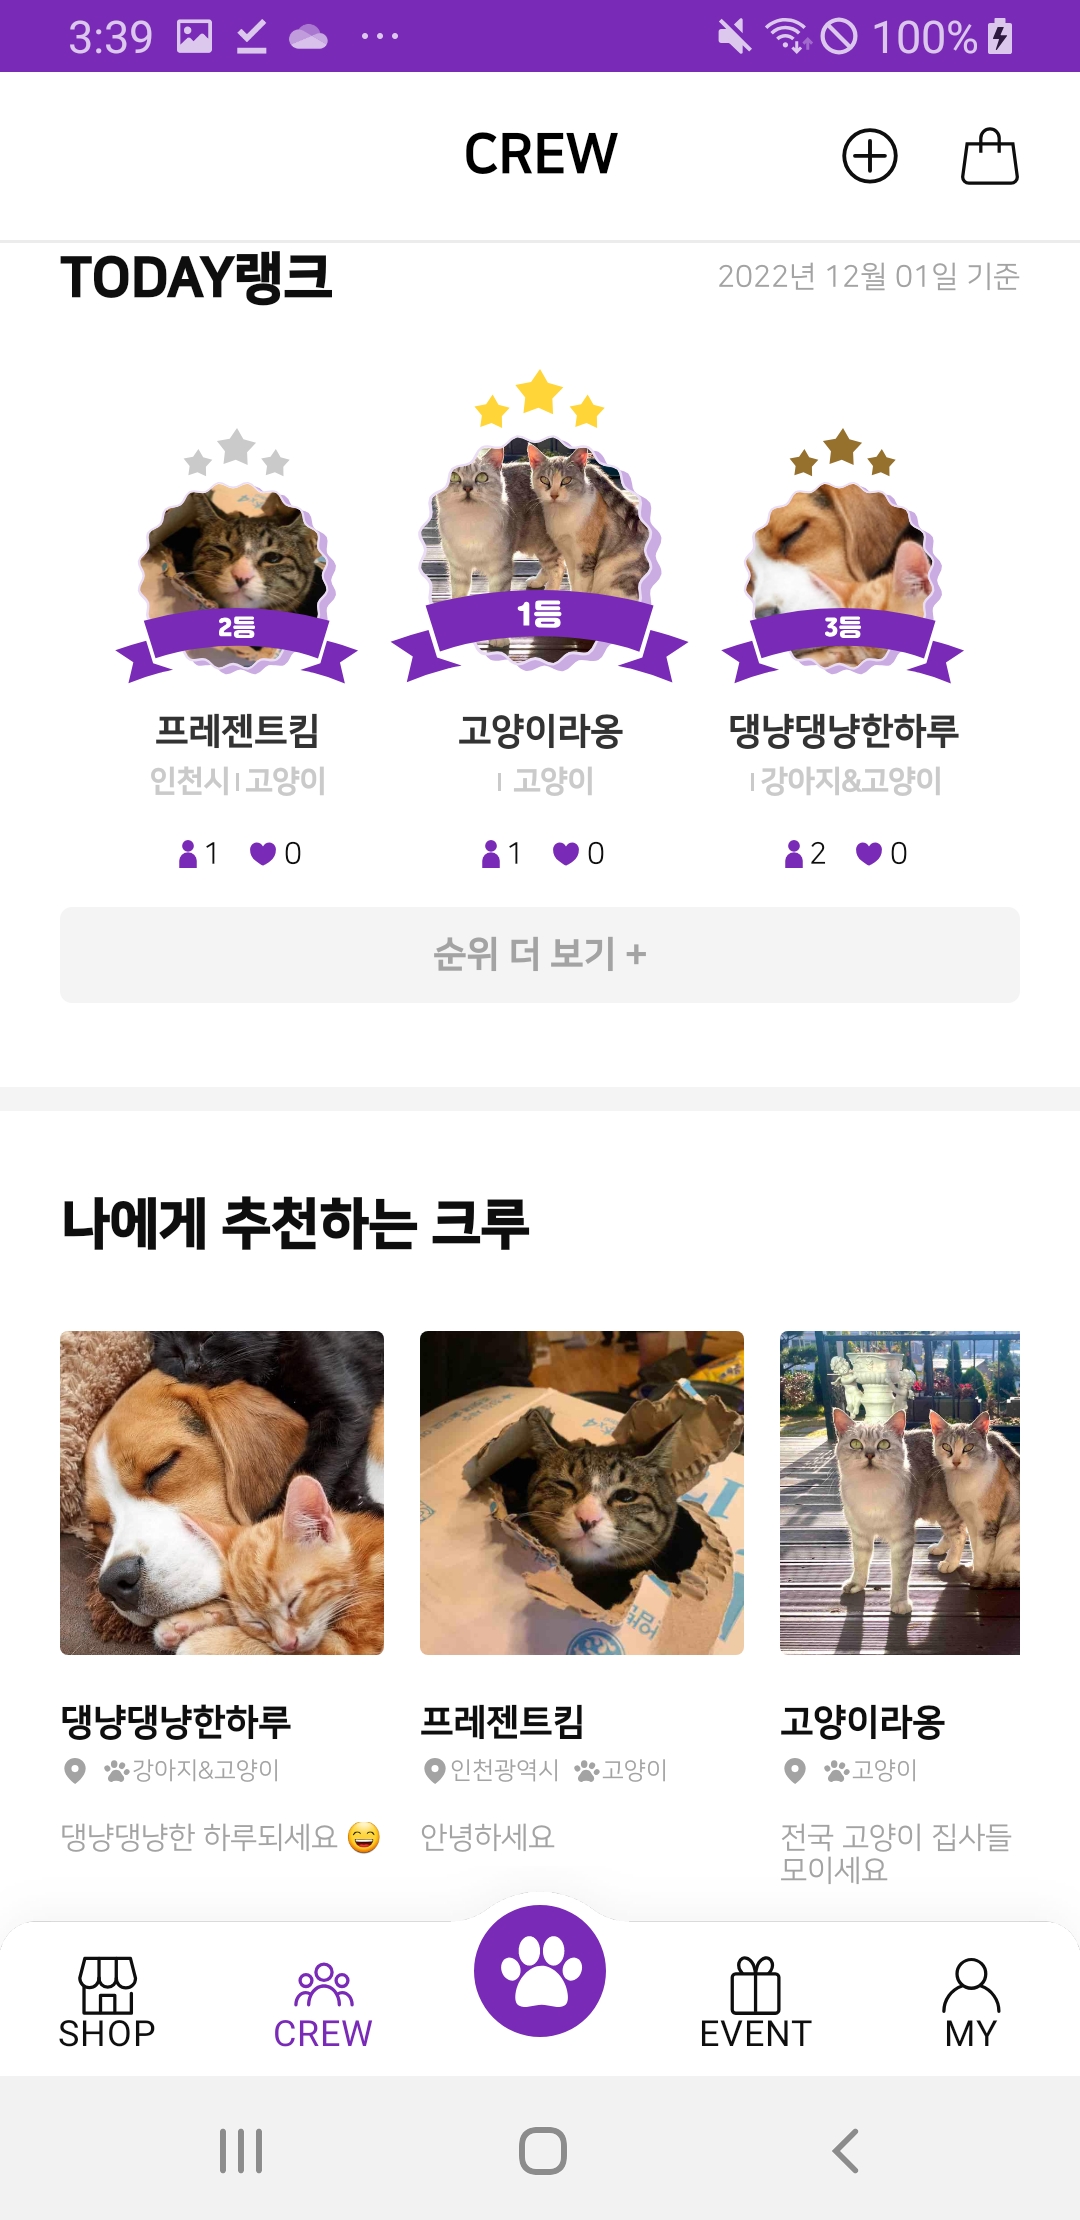 3:39
100%
CREW
TODAY랭크
2022년 12월 01일 기준
2등
1등
3등
프레젠트킴
고양이라옹
댕냥댕냥한하루
인천시 | 고양이
| 고양이
| 강아지&고양이
1 0
1 0
2 0
순위 더 보기 +
나에게 추천하는 크루
댕냥댕냥한하루
프레젠트킴
고양이라옹
강아지&고양이
인천광역시 고양이
고양이
댕냥댕냥한 하루되세요 😄
안녕하세요
전국 고양이 집사들
모이세요
SHOP
CREW
EVENT
MY